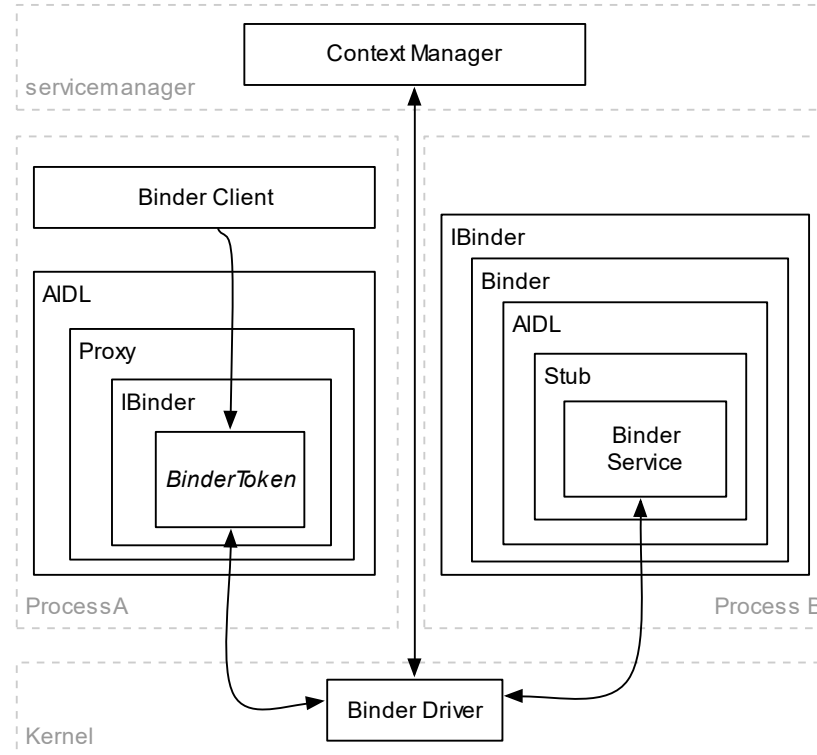 Context Manager
servicemanager
Binder Client
AIDL
Proxy
IBinder
BinderToken
Process A
IBinder
Binder
AIDL
Stub
Binder
Service
Process B
Binder Driver
Kernel